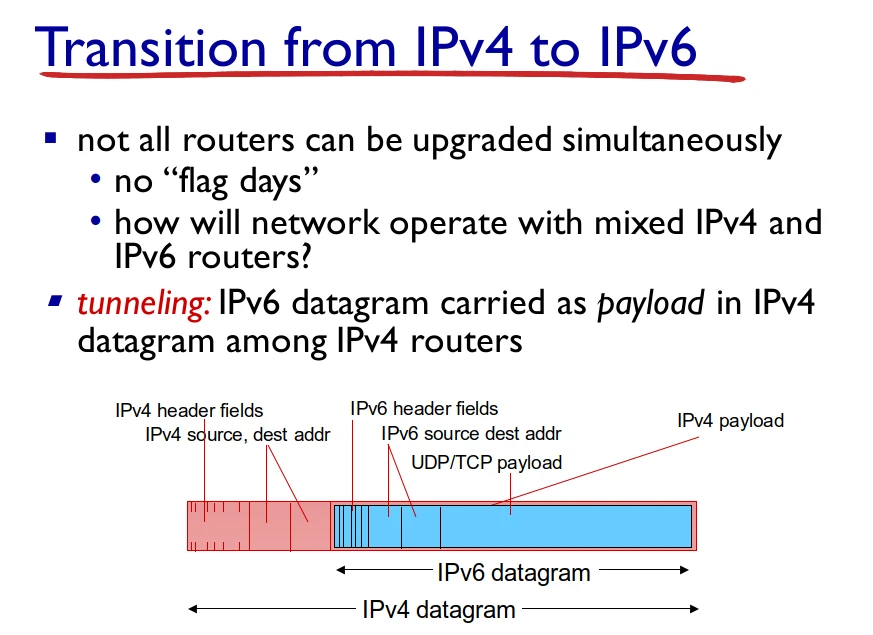 Transition from IPv4 to IPv6
▪ not all routers can be upgraded simultaneously
• no “flag days”
• how will network operate with mixed IPv4 and
IPv6 routers?
▪ tunneling: IPv6 datagram carried as payload in IPv4
datagram among IPv4 routers
IPv4 header fields
IPv4 source, dest addr
IPv6 header fields
IPv6 source dest addr
UDP/TCP payload
IPv4 payload
IPv6 datagram
IPv4 datagram